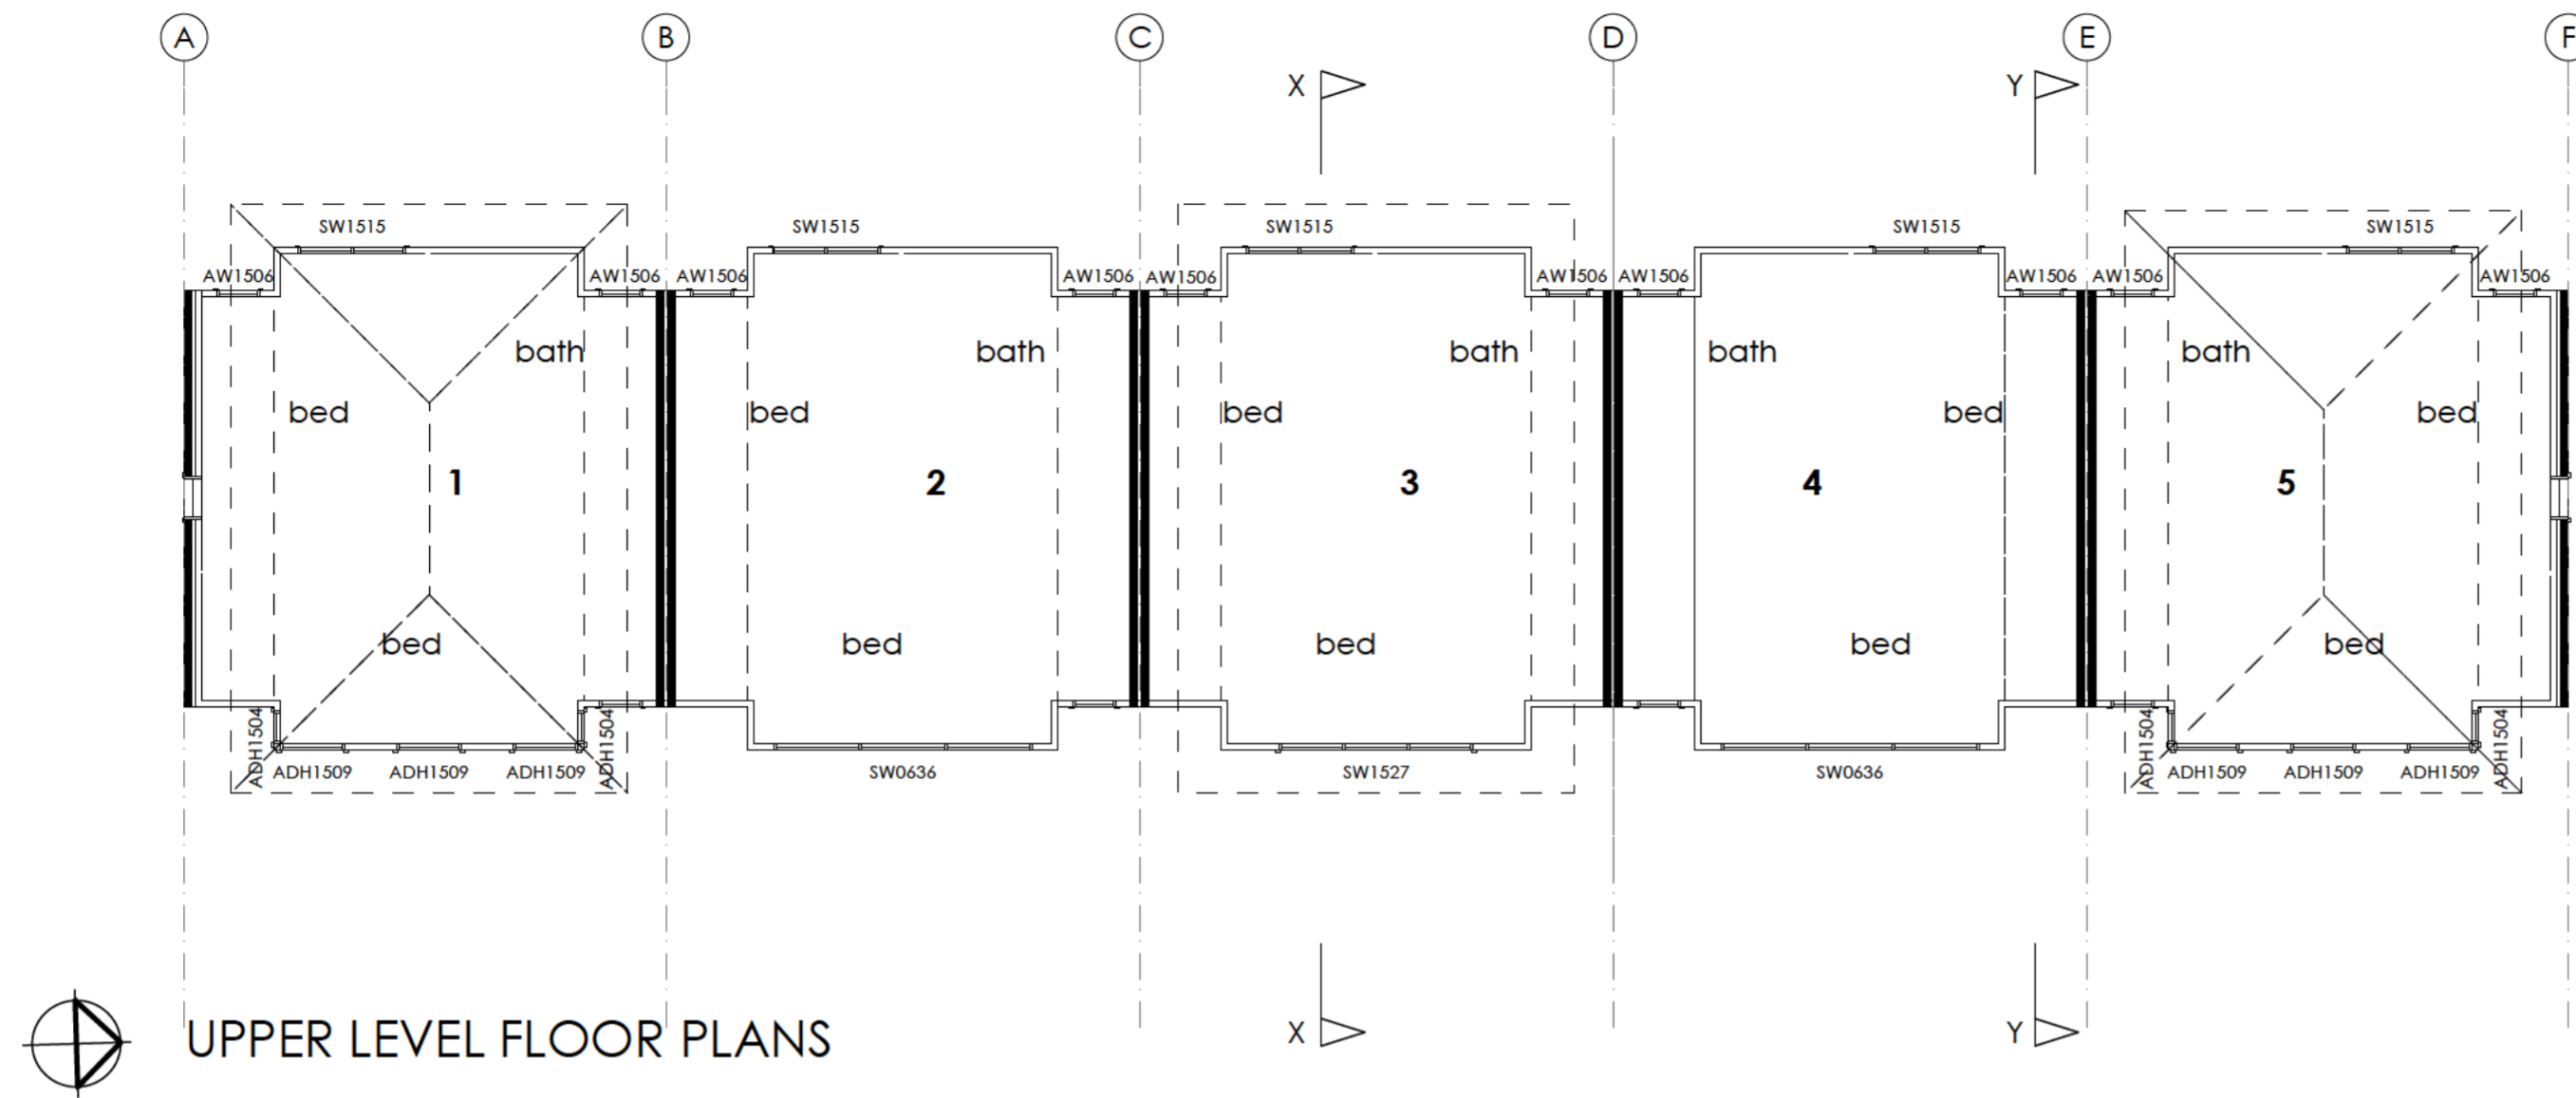 A B C D E F
X Y
SW1515 SW1515 SW1515 SW1515 SW1515
AW1506 AW1506 AW1506 AW1506 AW1506 AW1506 AW1506 AW1506 AW1506 AW1506
bath bath bath bath bath
bed bed bed bed bed
1 2 3 4 5
bed bed bed bed bed
ADH1504 ADH1504 ADH1504 ADH1504
ADH1509 ADH1509 ADH1509 SW0636 SW1527 SW0636 ADH1509 ADH1509 ADH1509
X Y
UPPER LEVEL FLOOR PLANS